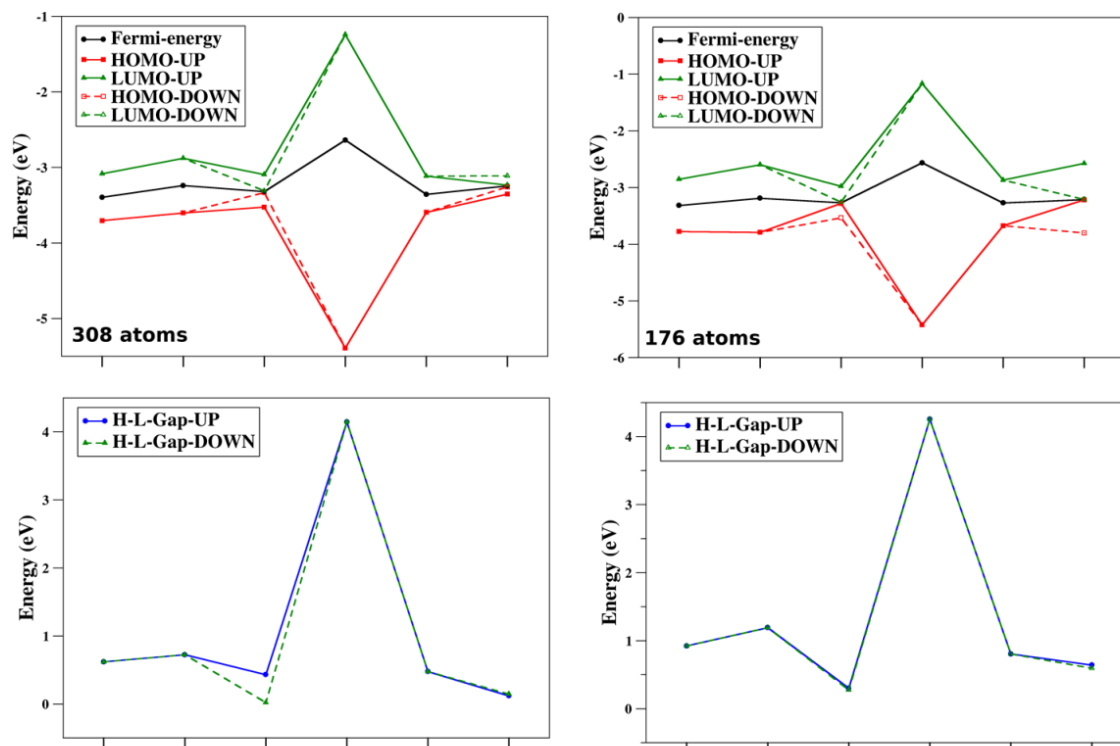 -1
-2
-3
-4
-5
Energy (eV)
Fermi-energy
HOMO-UP
LUMO-UP
HOMO-DOWN
LUMO-DOWN
308 atoms
0
-1
-2
-3
-4
-5
-6
Energy (eV)
Fermi-energy
HOMO-UP
LUMO-UP
HOMO-DOWN
LUMO-DOWN
176 atoms
4
3
2
1
0
Energy (eV)
H-L-Gap-UP
H-L-Gap-DOWN
4
3
2
1
0
Energy (eV)
H-L-Gap-UP
H-L-Gap-DOWN